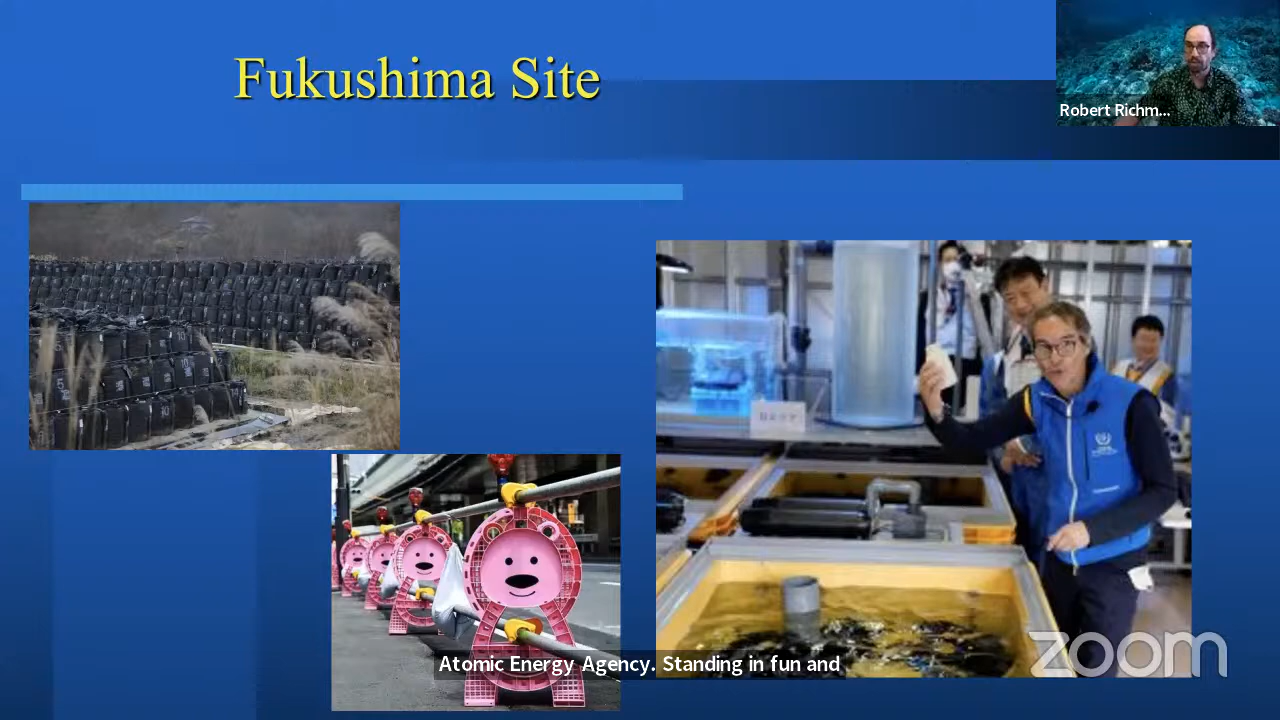 Fukushima Site
Robert Richm...
Atomic Energy Agency. Standing in fun and
zoom